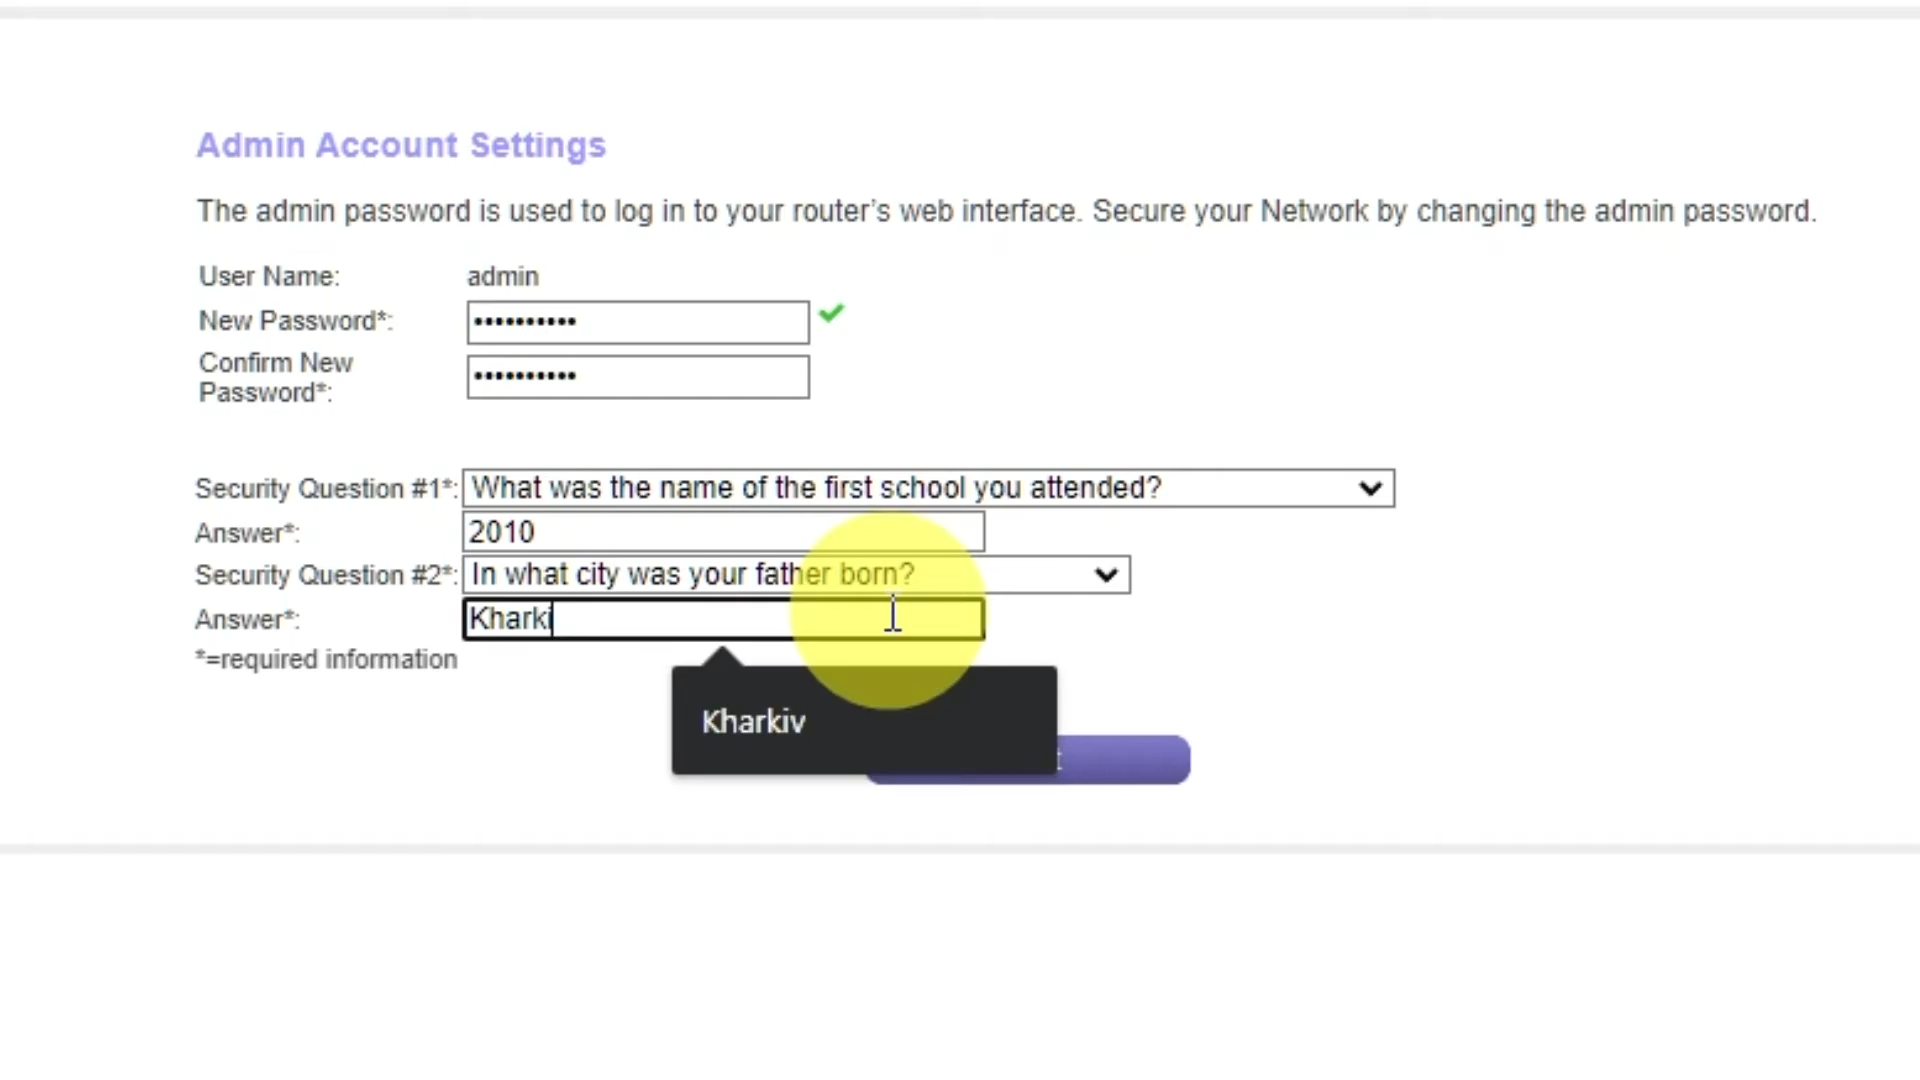 Admin Account Settings
The admin password is used to log in to your router’s web interface. Secure your Network by changing the admin password.
User Name: admin
New Password*: ••••••••••
Confirm New
Password*: ••••••••••
Security Question #1*: What was the name of the first school you attended?
Answer*: 2010
Security Question #2*: In what city was your father born?
Answer*: Kharki
*=required information
Kharkiv